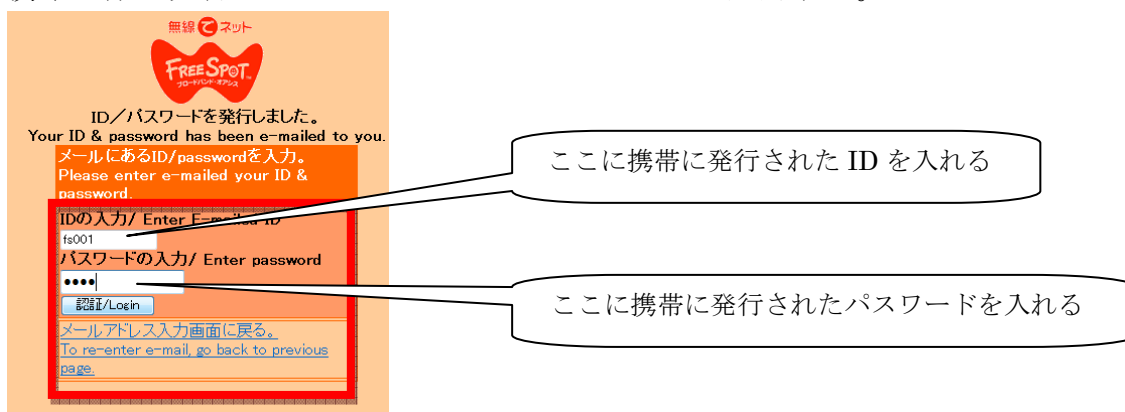 無線でネット
FREESPOT
ブロードバンド・オアシス
ID/パスワードを発行しました。
Your ID & password has been e-mailed to you.
メールにあるID/passwordを入力。
Please enter e-mailed your ID &
password.
IDの入力/ Enter E-mailed ID
fs001
パスワードの入力/ Enter password
••••
認証/Login
メールアドレス入力画面に戻る。
To re-enter e-mail, go back to previous
page.
ここに携帯に発行された ID を入れる
ここに携帯に発行されたパスワードを入れる